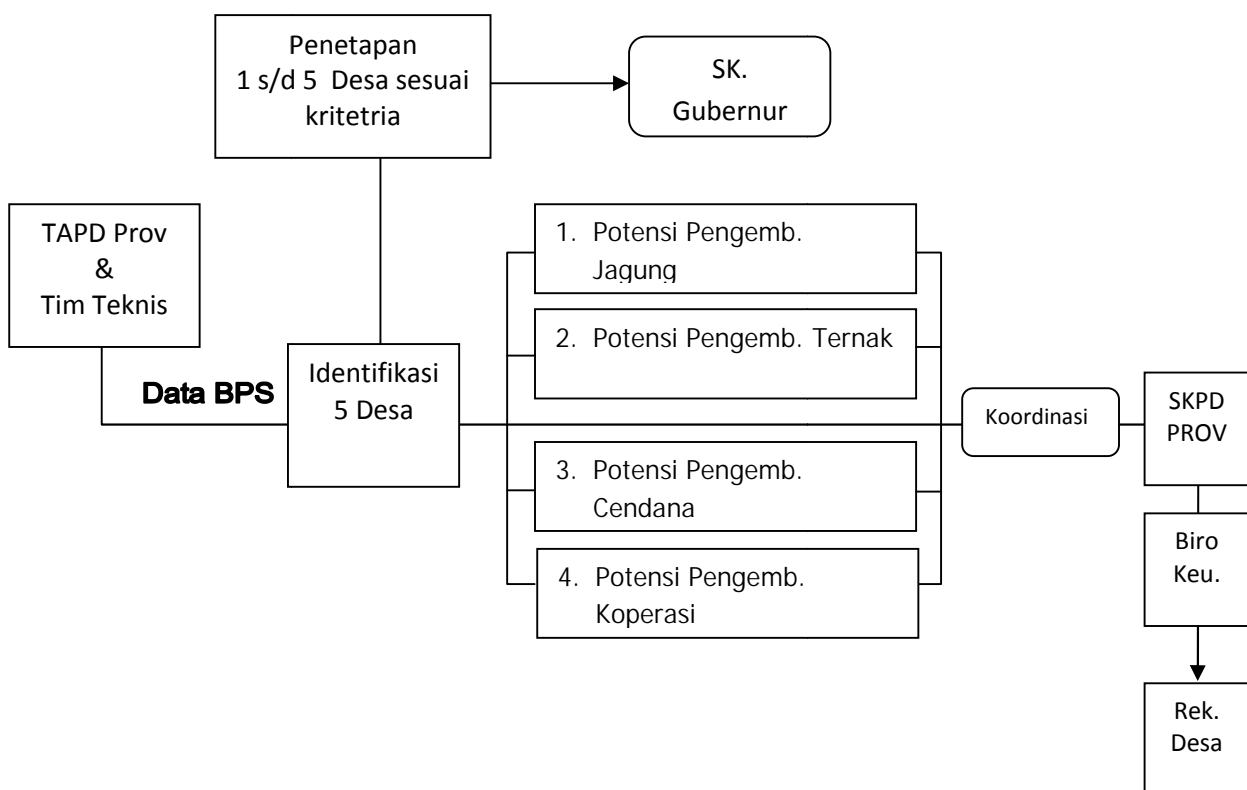 Penetapan
1 s/d 5 Desa sesuai
kritetria
SK.
Gubernur
TAPD Prov
&
Tim Teknis
Data BPS
Identifikasi
5 Desa
1. Potensi Pengemb.
Jagung
2. Potensi Pengemb. Ternak
3. Potensi Pengemb.
Cendana
4. Potensi Pengemb.
Koperasi
Koordinasi
SKPD
PROV
Biro
Keu.
Rek.
Desa